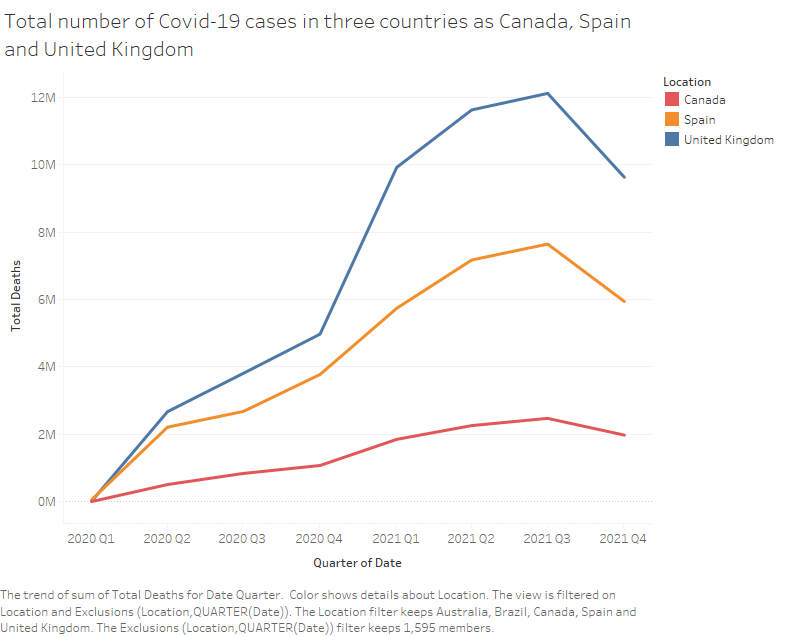 Total number of Covid-19 cases in three countries as Canada, Spain
and United Kingdom
Location
Canada
Spain
United Kingdom
Total Deaths
12M
10M
8M
6M
4M
2M
0M
2020 Q1 2020 Q2 2020 Q3 2020 Q4 2021 Q1 2021 Q2 2021 Q3 2021 Q4
Quarter of Date
The trend of sum of Total Deaths for Date Quarter. Color shows details about Location. The view is filtered on
Location and Exclusions (Location,QUARTER(Date)). The Location filter keeps Australia, Brazil, Canada, Spain and
United Kingdom. The Exclusions (Location,QUARTER(Date)) filter keeps 1,595 members.